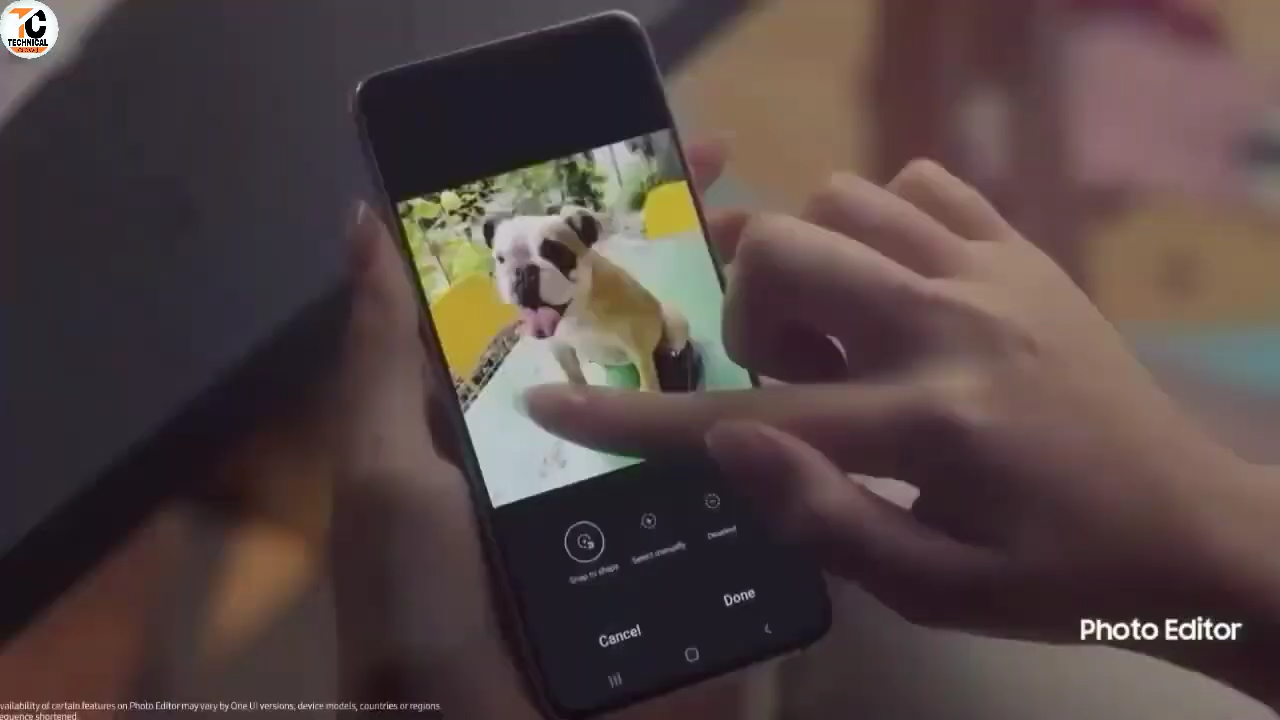 TC
TECHNICAL
Snap to shape
Select manually
Deselect
Done
Cancel
Photo Editor
vailability of certain features on Photo Editor may vary by One UI versions, device models, countries or regions.
equence shortened.